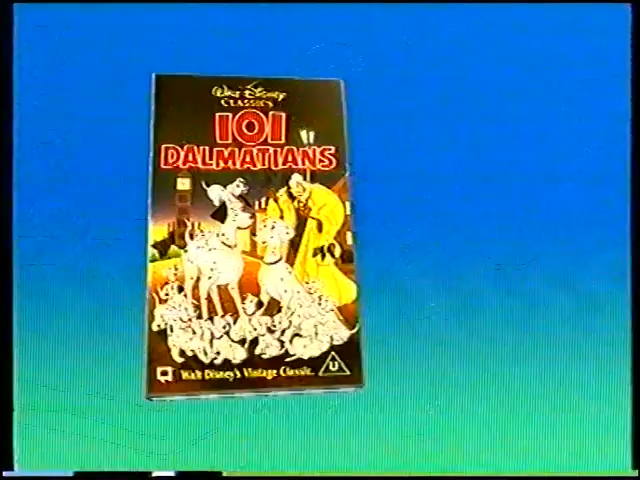 Walt Disney
CLASSICS
101
DALMATIANS
Walt Disney's Vintage Classic.
U